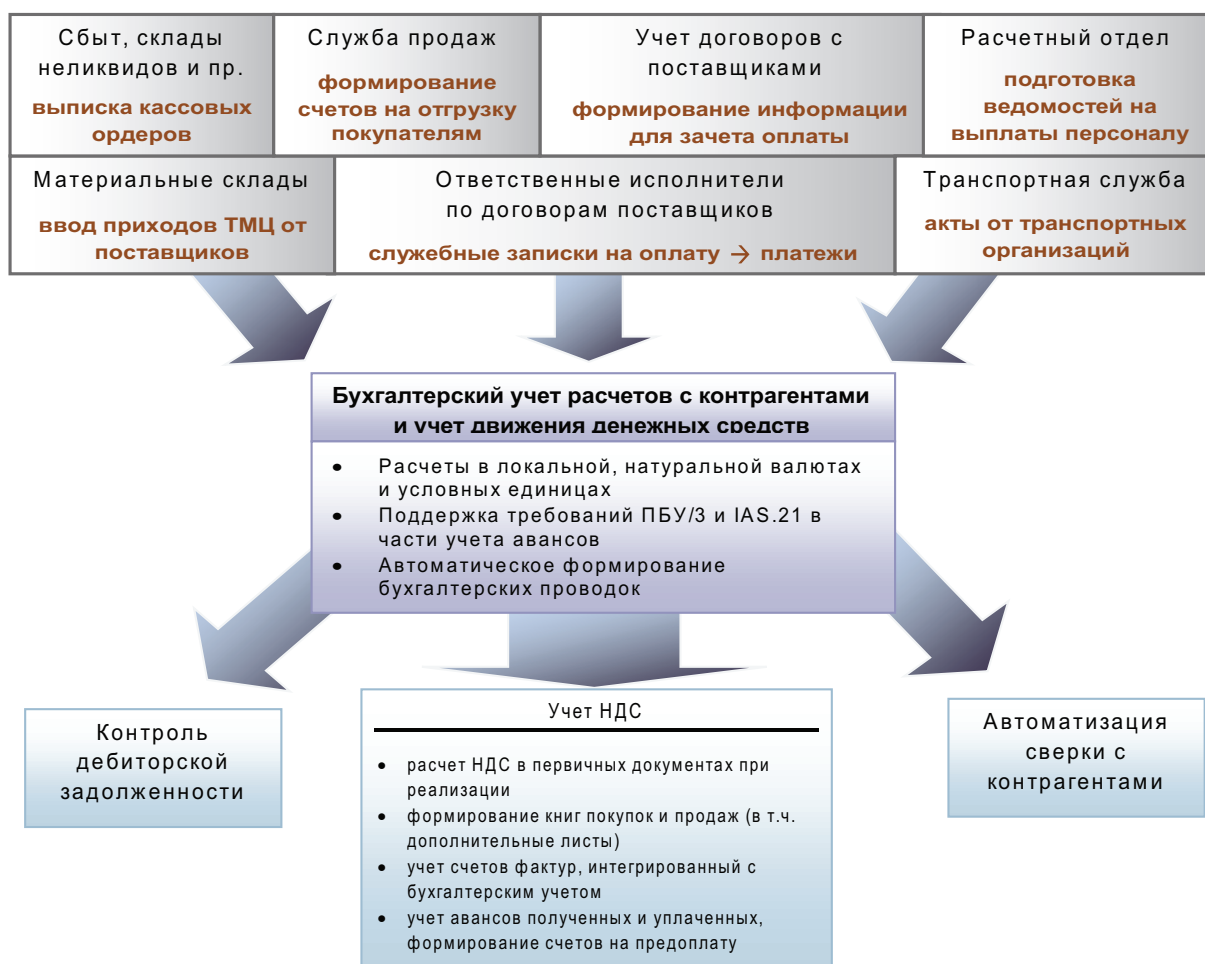 Сбыт, склады
неликвидов и пр.
выписка кассовых
ордеров
Служба продаж
формирование
счетов на отгрузку
покупателям
Учет договоров с
поставщиками
формирование информации
для зачета оплаты
Расчетный отдел
подготовка
ведомостей на
выплаты персоналу
Материальные склады
ввод приходов ТМЦ от
поставщиков
Ответственные исполнители
по договорам поставщиков
служебные записки на оплату → платежи
Транспортная служба
акты от транспортных
организаций
Бухгалтерский учет расчетов с контрагентами
и учет движения денежных средств
• Расчеты в локальной, натуральной валютах
и условных единицах
• Поддержка требований ПБУ/3 и IAS.21 в
части учета авансов
• Автоматическое формирование
бухгалтерских проводок
Контроль
дебиторской
задолженности
Учет НДС
• расчет НДС в первичных документах при
реализации
• формирование книг покупок и продаж (в т.ч.
дополнительные листы)
• учет счетов фактур, интегрированный с
бухгалтерским учетом
• учет авансов полученных и уплаченных,
формирование счетов на предоплату
Автоматизация
сверки с
контрагентами